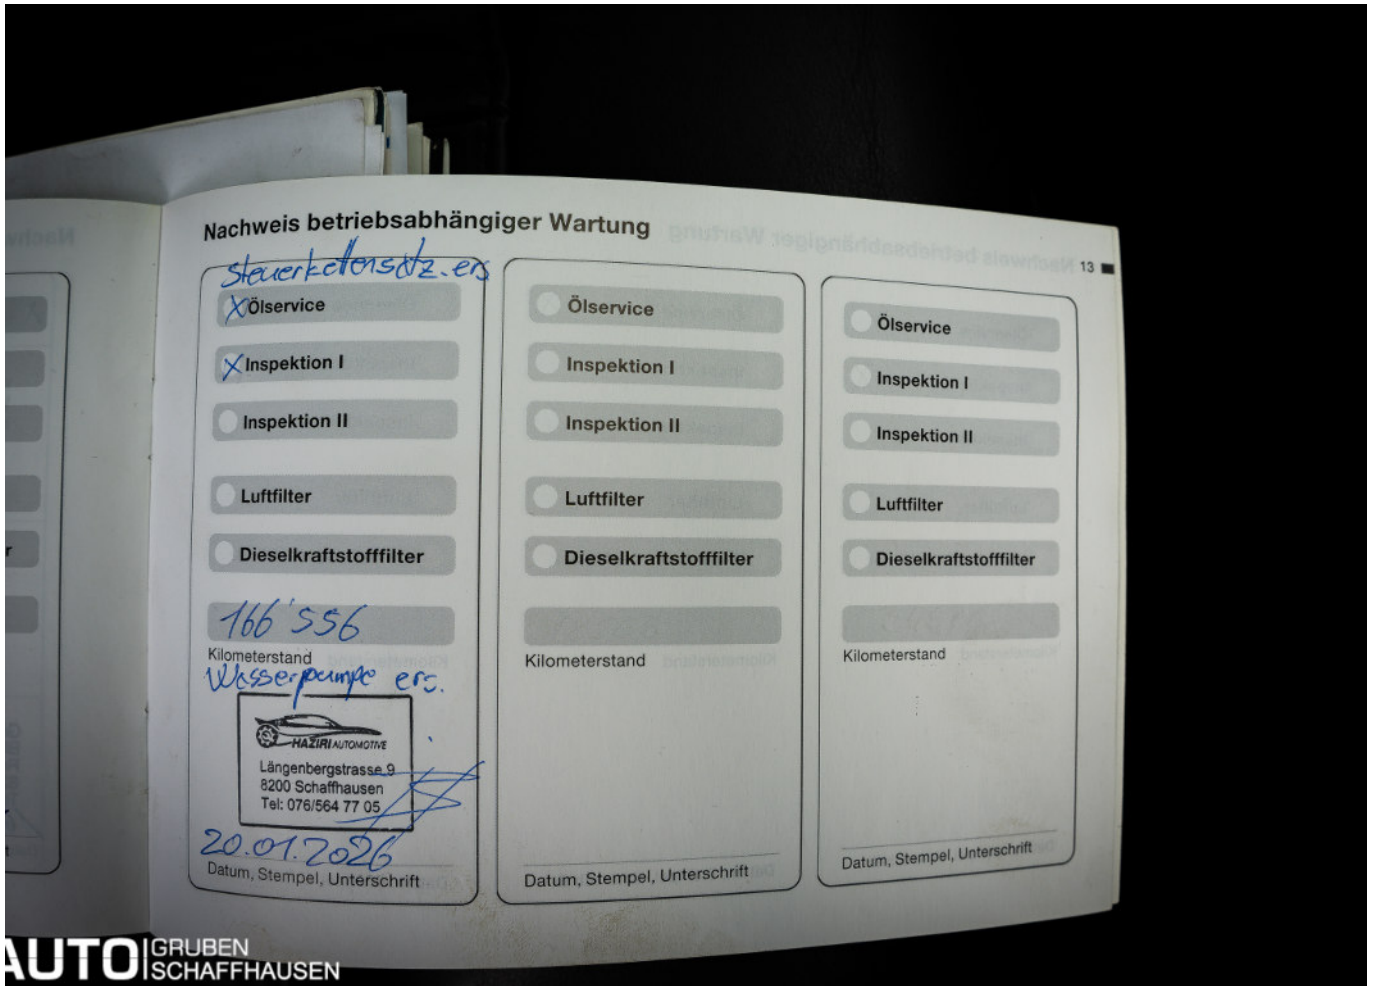 Nachweis betriebsabhängiger Wartung
13
Steuerkettensatz. ers
X Ölservice
X Inspektion I
Inspektion II
Luftfilter
Dieselkraftstofffilter
166'556
Kilometerstand
Wasserpumpe ers.
HAZIRI AUTOMOTIVE
Längenbergstrasse 9
8200 Schaffhausen
Tel: 076/564 77 05
20.01.2026
Datum, Stempel, Unterschrift
Ölservice
Inspektion I
Inspektion II
Luftfilter
Dieselkraftstofffilter
Kilometerstand
Datum, Stempel, Unterschrift
Ölservice
Inspektion I
Inspektion II
Luftfilter
Dieselkraftstofffilter
Kilometerstand
Datum, Stempel, Unterschrift
AUTO GRUBEN
SCHAFFHAUSEN